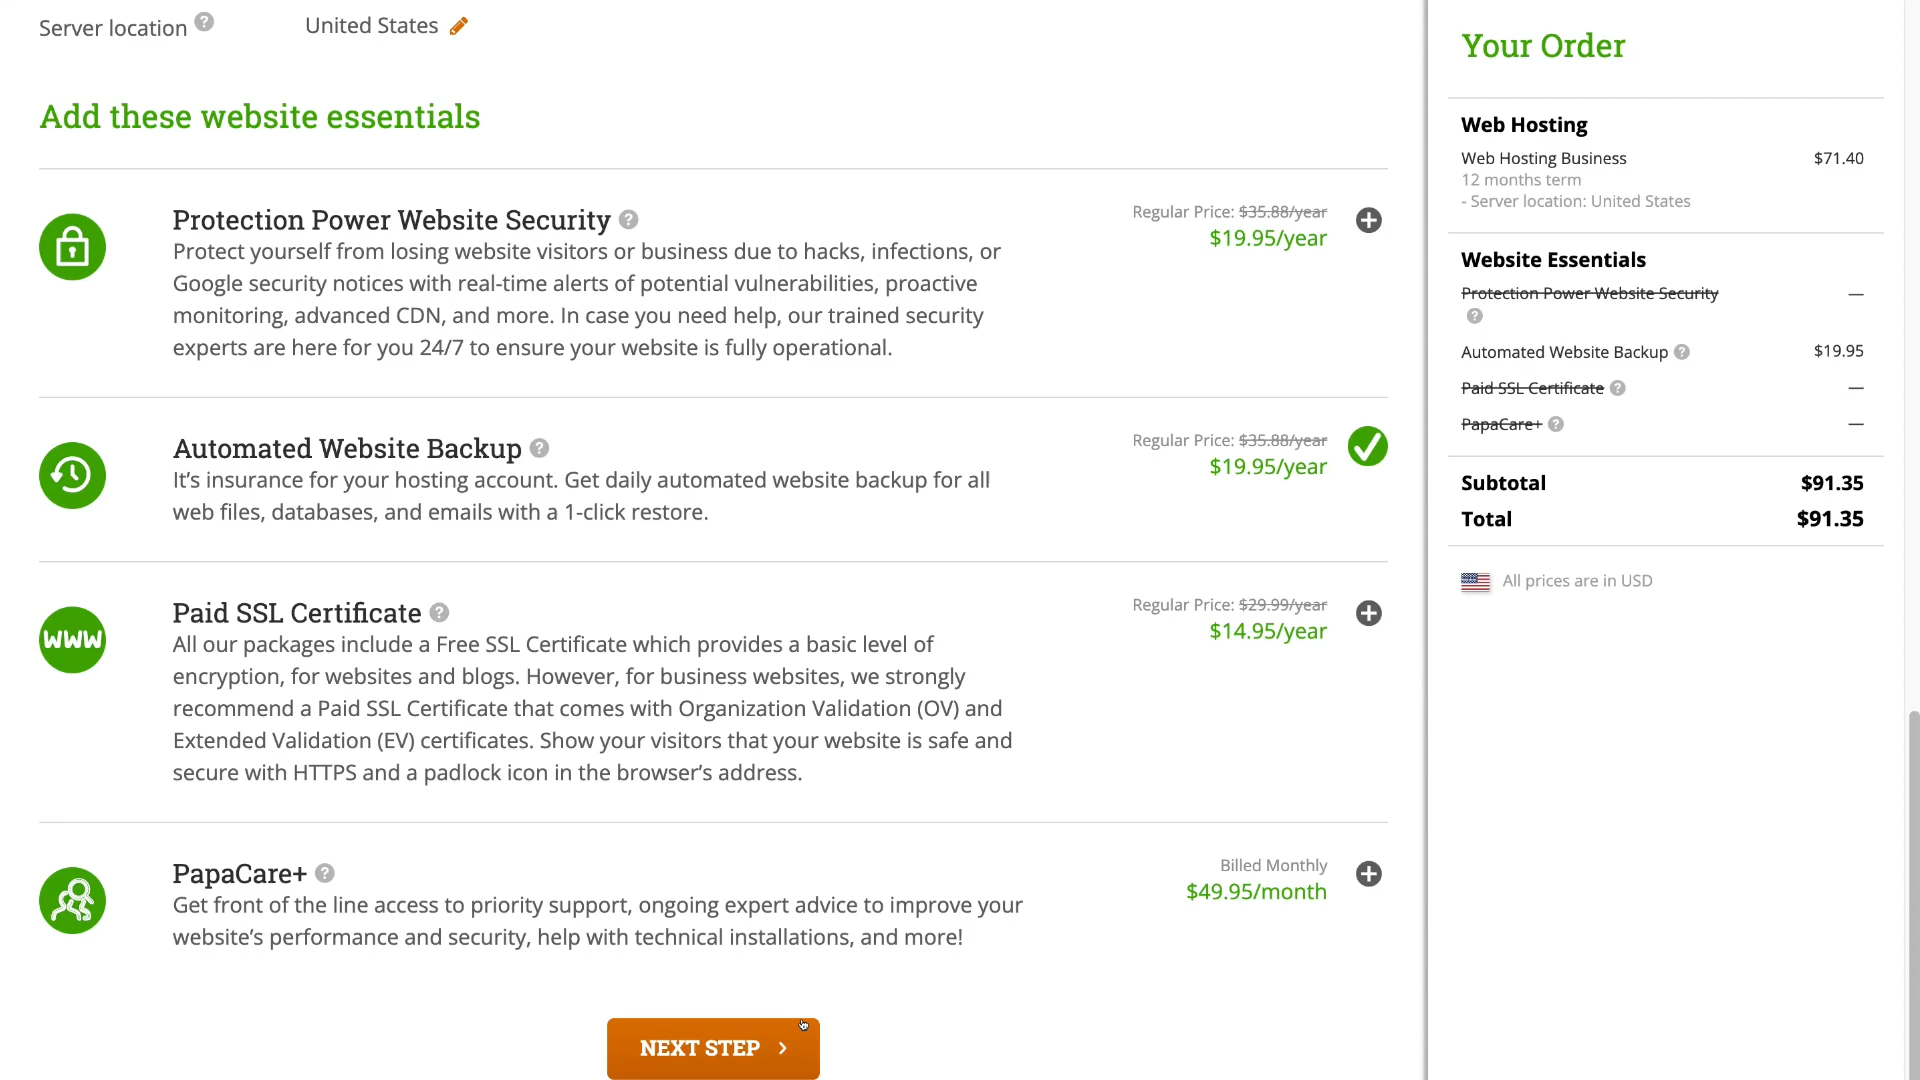 Server location ?
United States
Add these website essentials
Protection Power Website Security ?
Protect yourself from losing website visitors or business due to hacks, infections, or
Google security notices with real-time alerts of potential vulnerabilities, proactive
monitoring, advanced CDN, and more. In case you need help, our trained security
experts are here for you 24/7 to ensure your website is fully operational.
Regular Price: $35.88/year
$19.95/year
Automated Website Backup ?
It’s insurance for your hosting account. Get daily automated website backup for all
web files, databases, and emails with a 1-click restore.
Regular Price: $35.88/year
$19.95/year
WWW
Paid SSL Certificate ?
All our packages include a Free SSL Certificate which provides a basic level of
encryption, for websites and blogs. However, for business websites, we strongly
recommend a Paid SSL Certificate that comes with Organization Validation (OV) and
Extended Validation (EV) certificates. Show your visitors that your website is safe and
secure with HTTPS and a padlock icon in the browser’s address.
Regular Price: $29.99/year
$14.95/year
PapaCare+ ?
Get front of the line access to priority support, ongoing expert advice to improve your
website’s performance and security, help with technical installations, and more!
Billed Monthly
$49.95/month
NEXT STEP >
Your Order
Web Hosting
Web Hosting Business $71.40
12 months term
- Server location: United States
Website Essentials
Protection Power Website Security —
?
Automated Website Backup ? $19.95
Paid SSL Certificate ? —
PapaCare+ ? —
Subtotal $91.35
Total $91.35
All prices are in USD